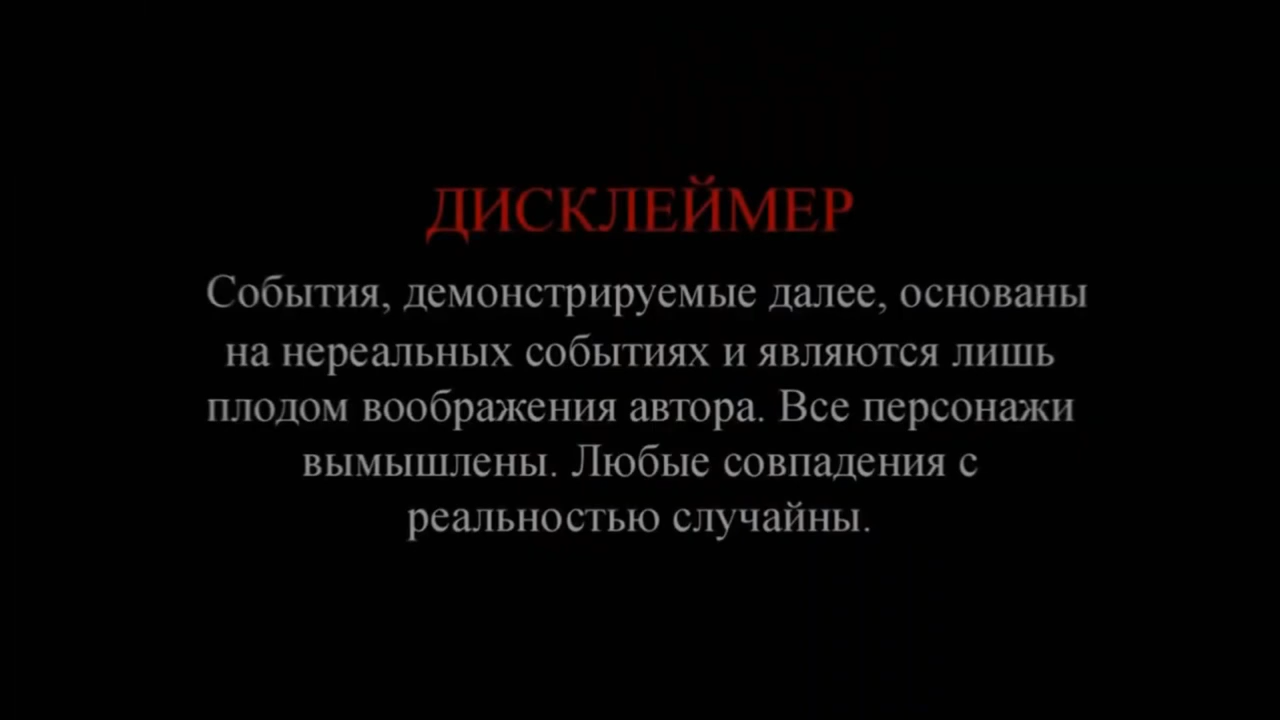 ДИСКЛЕЙМЕР
События, демонстрируемые далее, основаны
на нереальных событиях и являются лишь
плодом воображения автора. Все персонажи
вымышлены. Любые совпадения с
реальностью случайны.